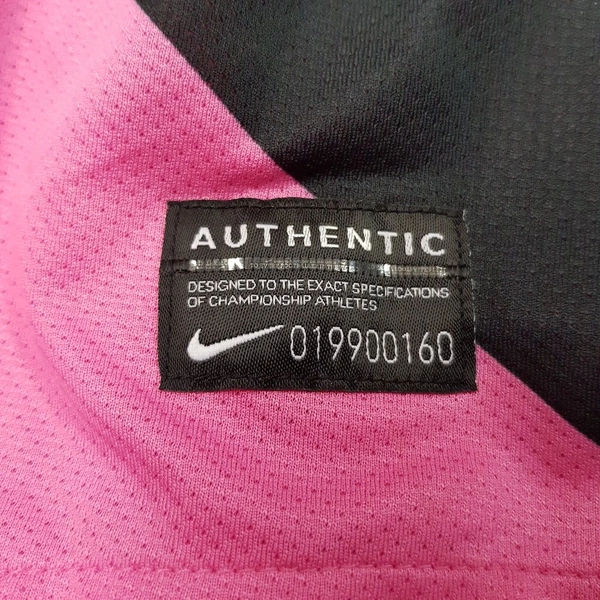 AUTHENTIC
DESIGNED TO THE EXACT SPECIFICATIONS
OF CHAMPIONSHIP ATHLETES
019900160